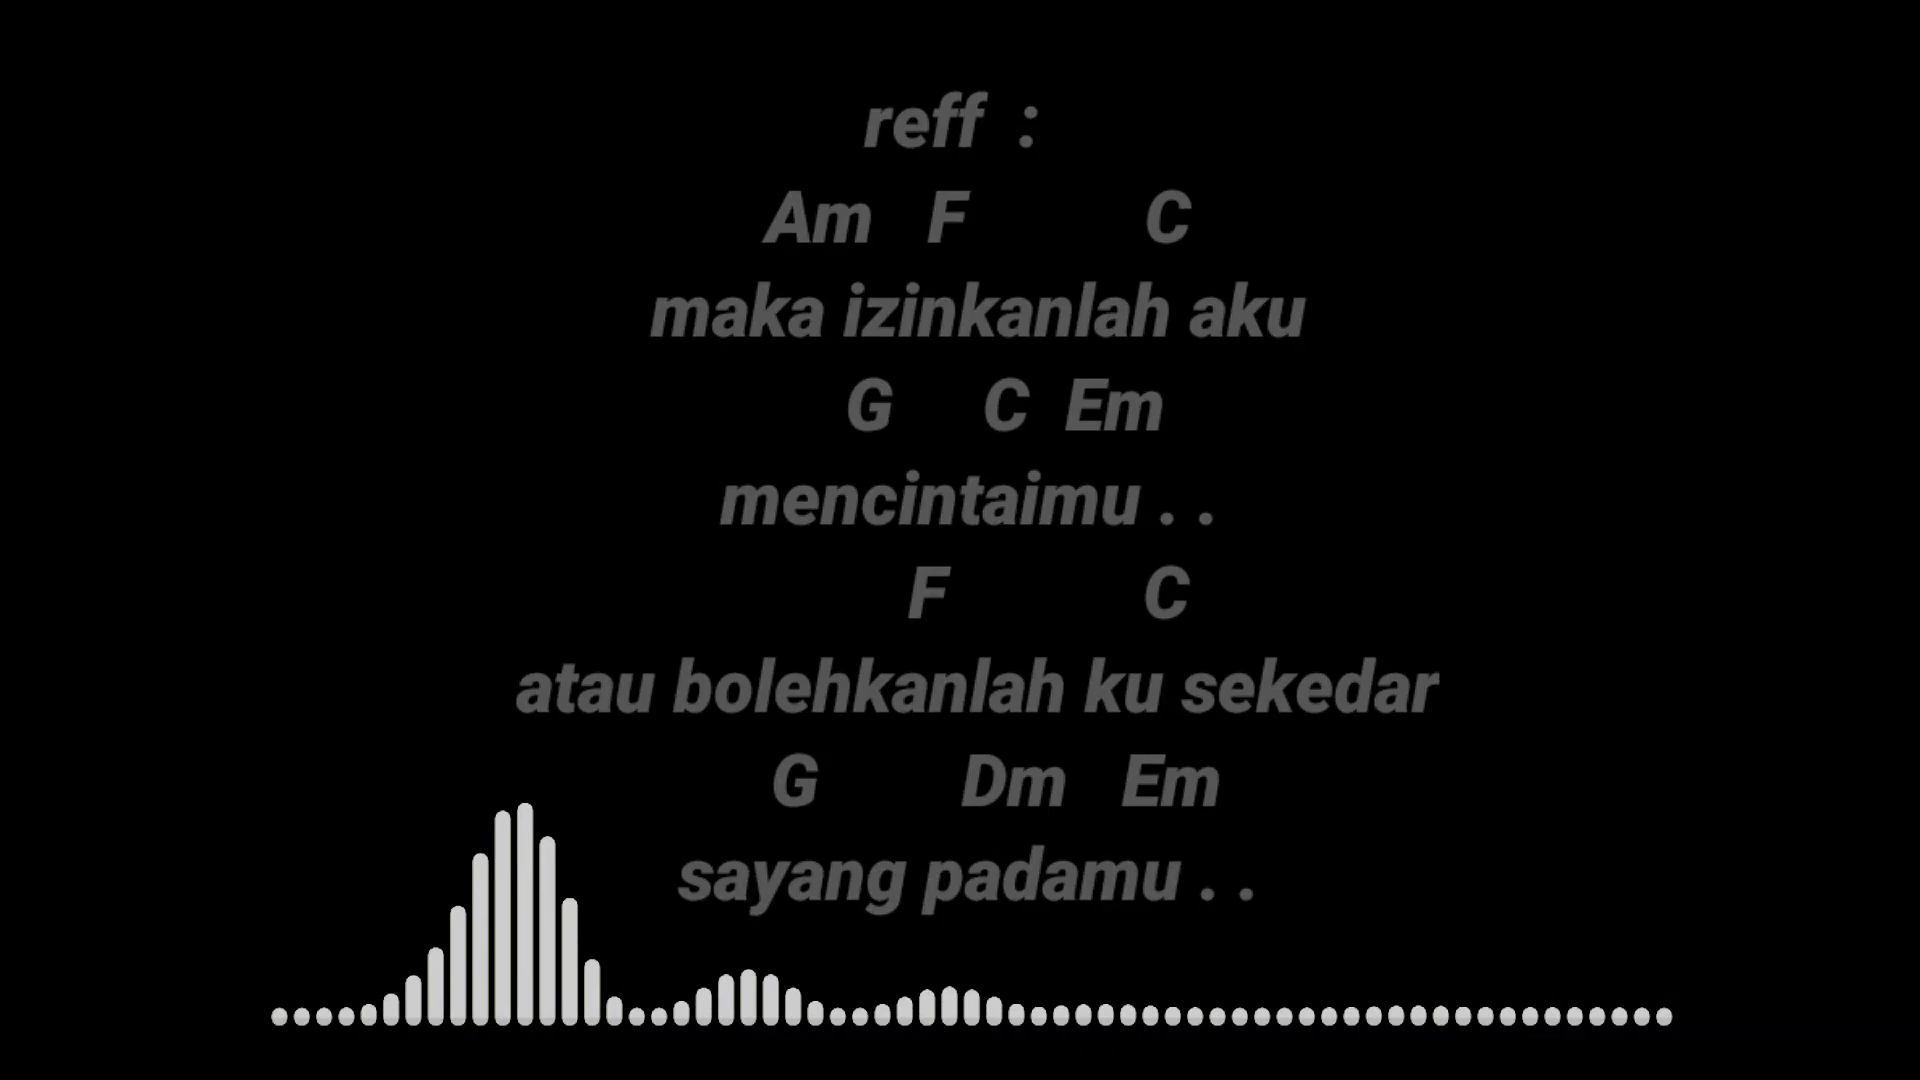 reff :
Am F C
maka izinkanlah aku
G C Em
mencintaimu . .
F C
atau bolehkanlah ku sekedar
G Dm Em
sayang padamu . .